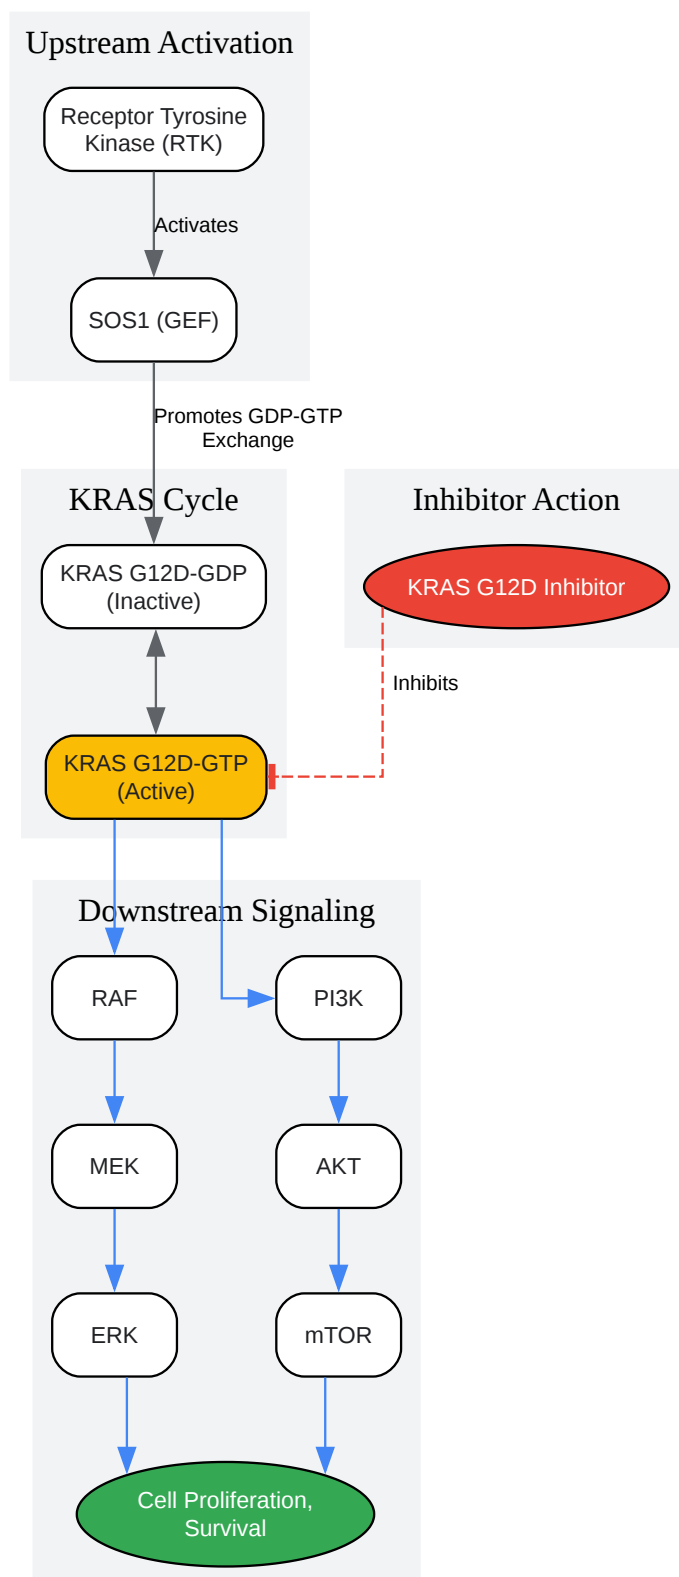 Upstream Activation
Receptor Tyrosine
Kinase (RTK)
Activates
SOS1 (GEF)
Promotes GDP-GTP
Exchange
KRAS Cycle
KRAS G12D-GDP
(Inactive)
KRAS G12D-GTP
(Active)
Inhibitor Action
KRAS G12D Inhibitor
Inhibits
Downstream Signaling
RAF
PI3K
MEK
AKT
ERK
mTOR
Cell Proliferation,
Survival